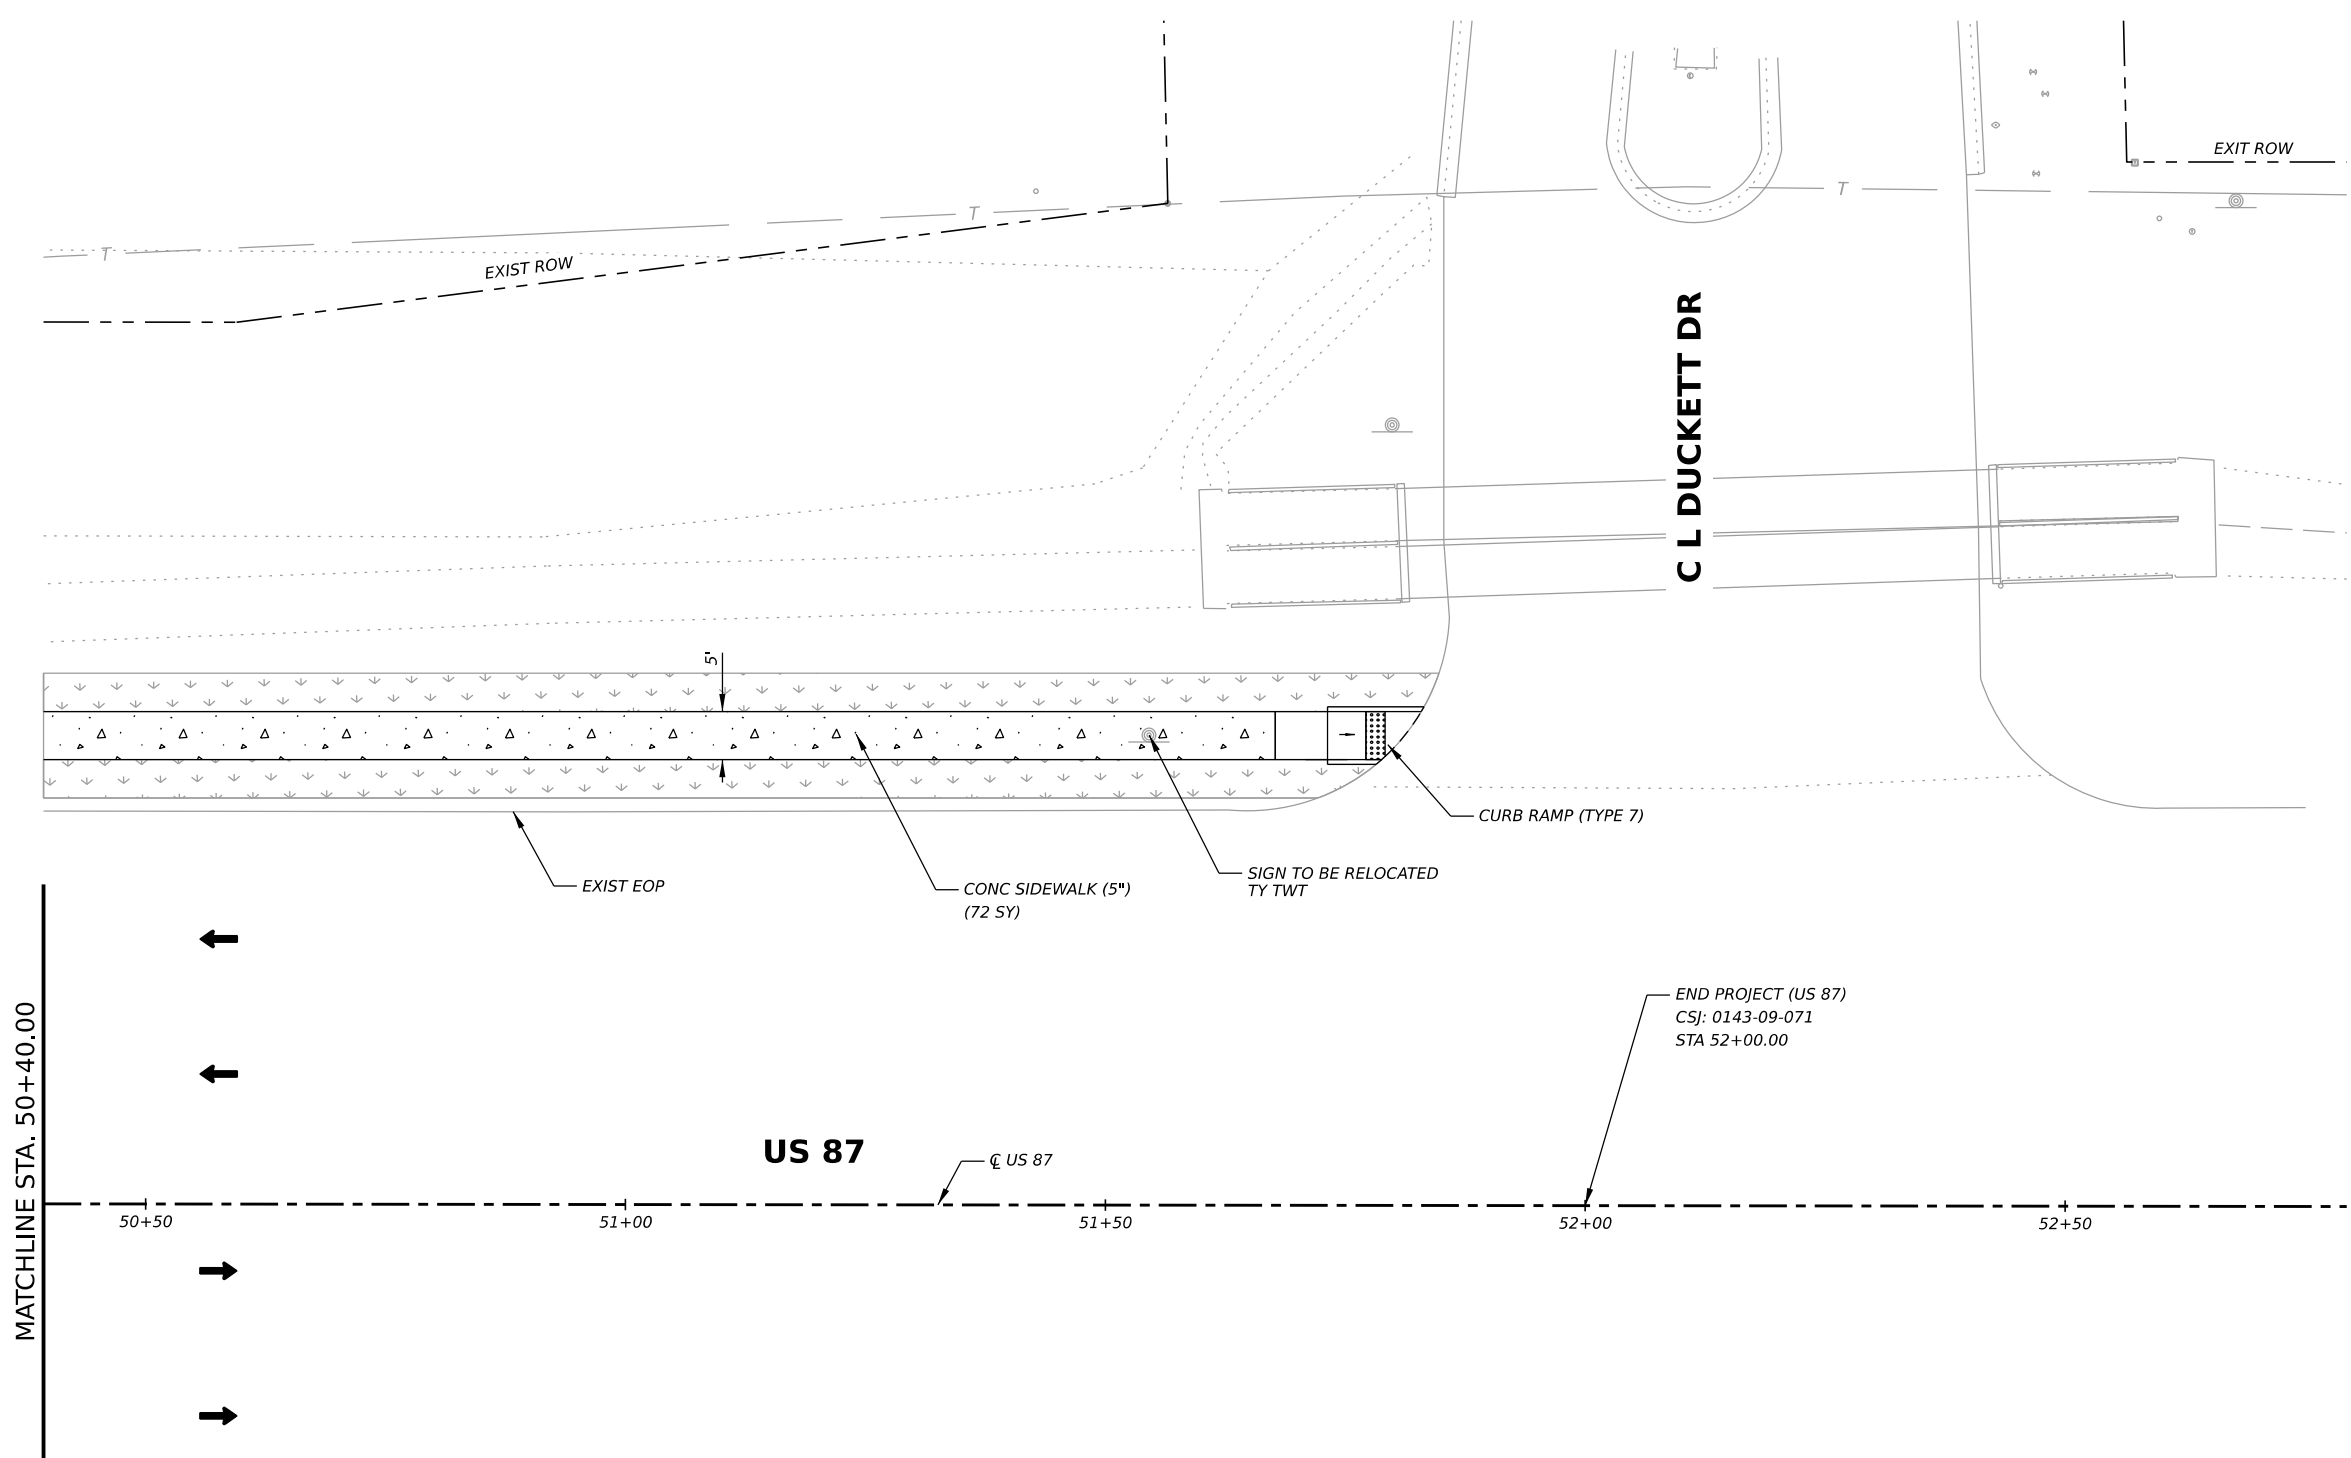 EXIT ROW
T
T
T
EXIST ROW
C L DUCKETT DR
5'
CURB RAMP (TYPE 7)
SIGN TO BE RELOCATED
TY TWT
EXIST EOP
CONC SIDEWALK (5")
(72 SY)
END PROJECT (US 87)
CSJ: 0143-09-071
STA 52+00.00
MATCHLINE STA. 50+40.00
US 87
℄ US 87
50+50
51+00
51+50
52+00
52+50